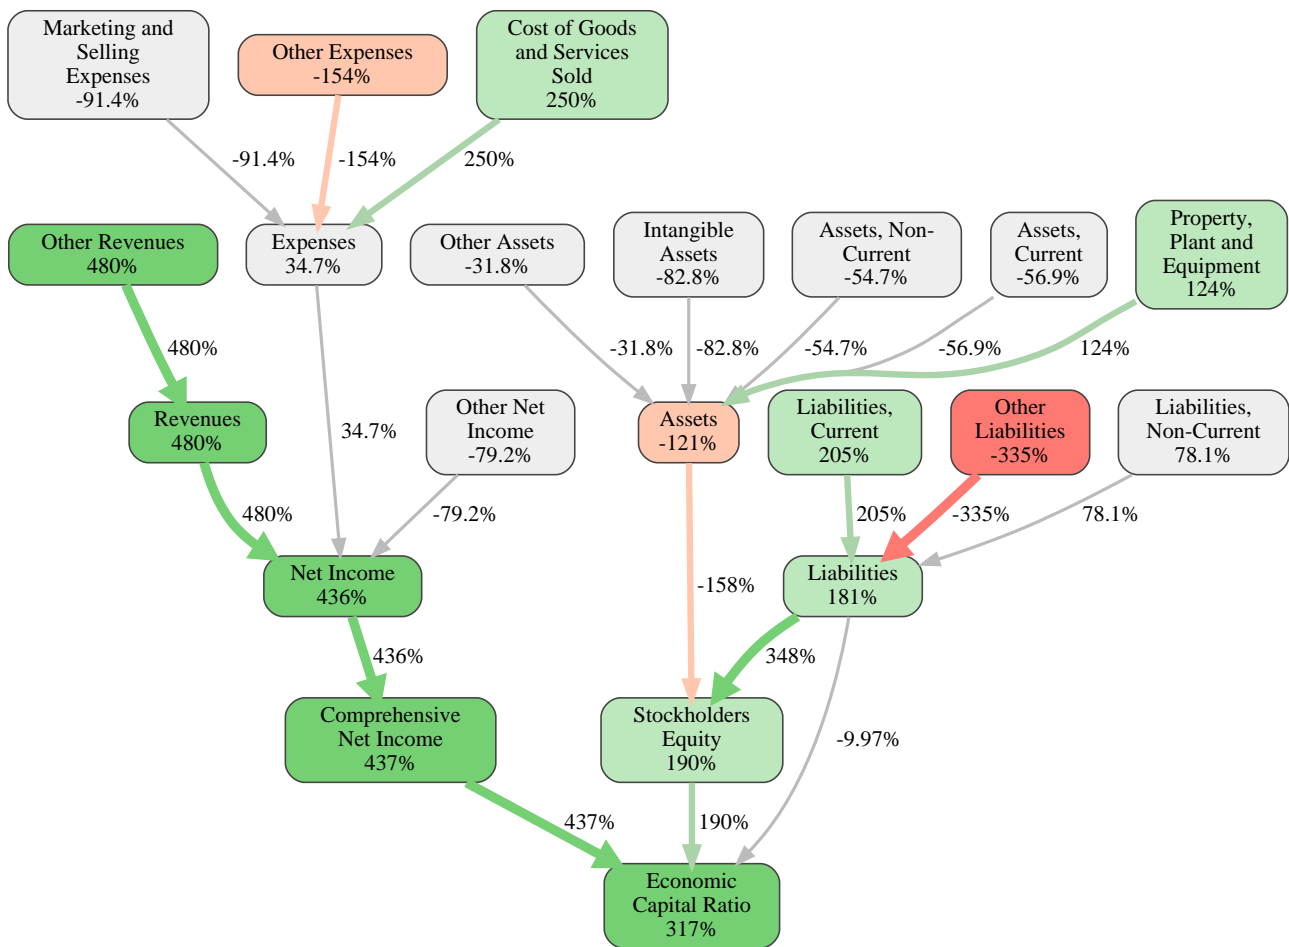 Marketing and
Selling
Expenses
-91.4%
Other Expenses
-154%
Cost of Goods
and Services
Sold
250%
-91.4%
-154%
250%
Other Revenues
480%
Expenses
34.7%
Other Assets
-31.8%
Intangible
Assets
-82.8%
Assets, Non-
Current
-54.7%
Assets,
Current
-56.9%
Property,
Plant and
Equipment
124%
480%
34.7%
-31.8%
-82.8%
-54.7%
-56.9%
124%
Revenues
480%
Other Net
Income
-79.2%
Assets
-121%
Liabilities,
Current
205%
Other
Liabilities
-335%
Liabilities,
Non-Current
78.1%
480%
-79.2%
-158%
205%
-335%
78.1%
Net Income
436%
Liabilities
181%
436%
348%
-9.97%
Comprehensive
Net Income
437%
Stockholders
Equity
190%
437%
190%
Economic
Capital Ratio
317%